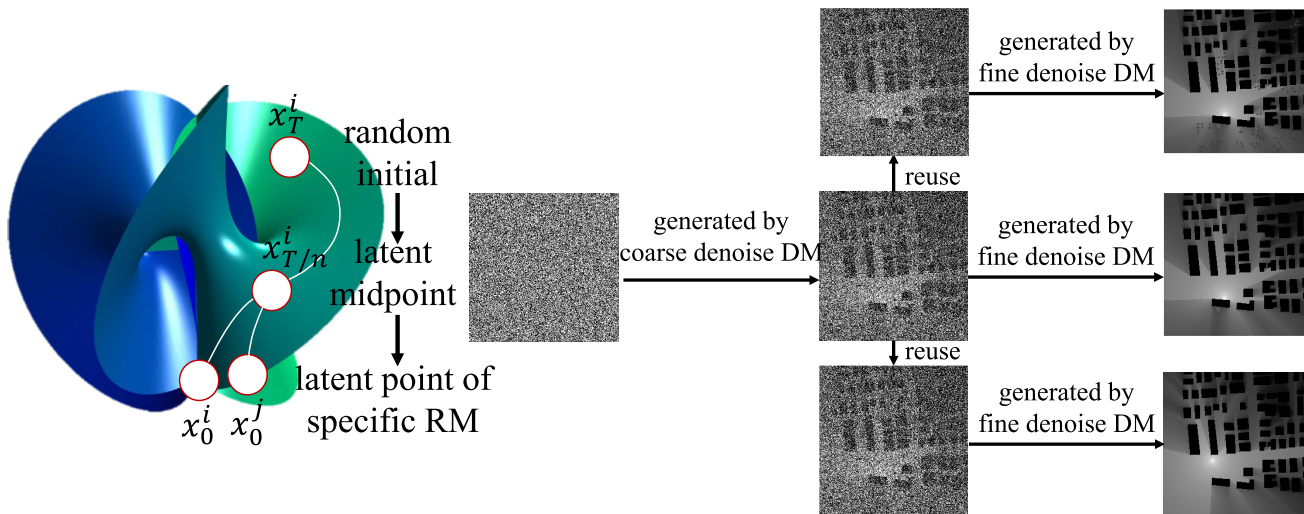 x_T^i
random
initial
x_{T/n}^i
latent
midpoint
latent point of
specific RM
x_0^i
x_0^j
generated by
coarse denoise DM
reuse
reuse
generated by
fine denoise DM
generated by
fine denoise DM
generated by
fine denoise DM